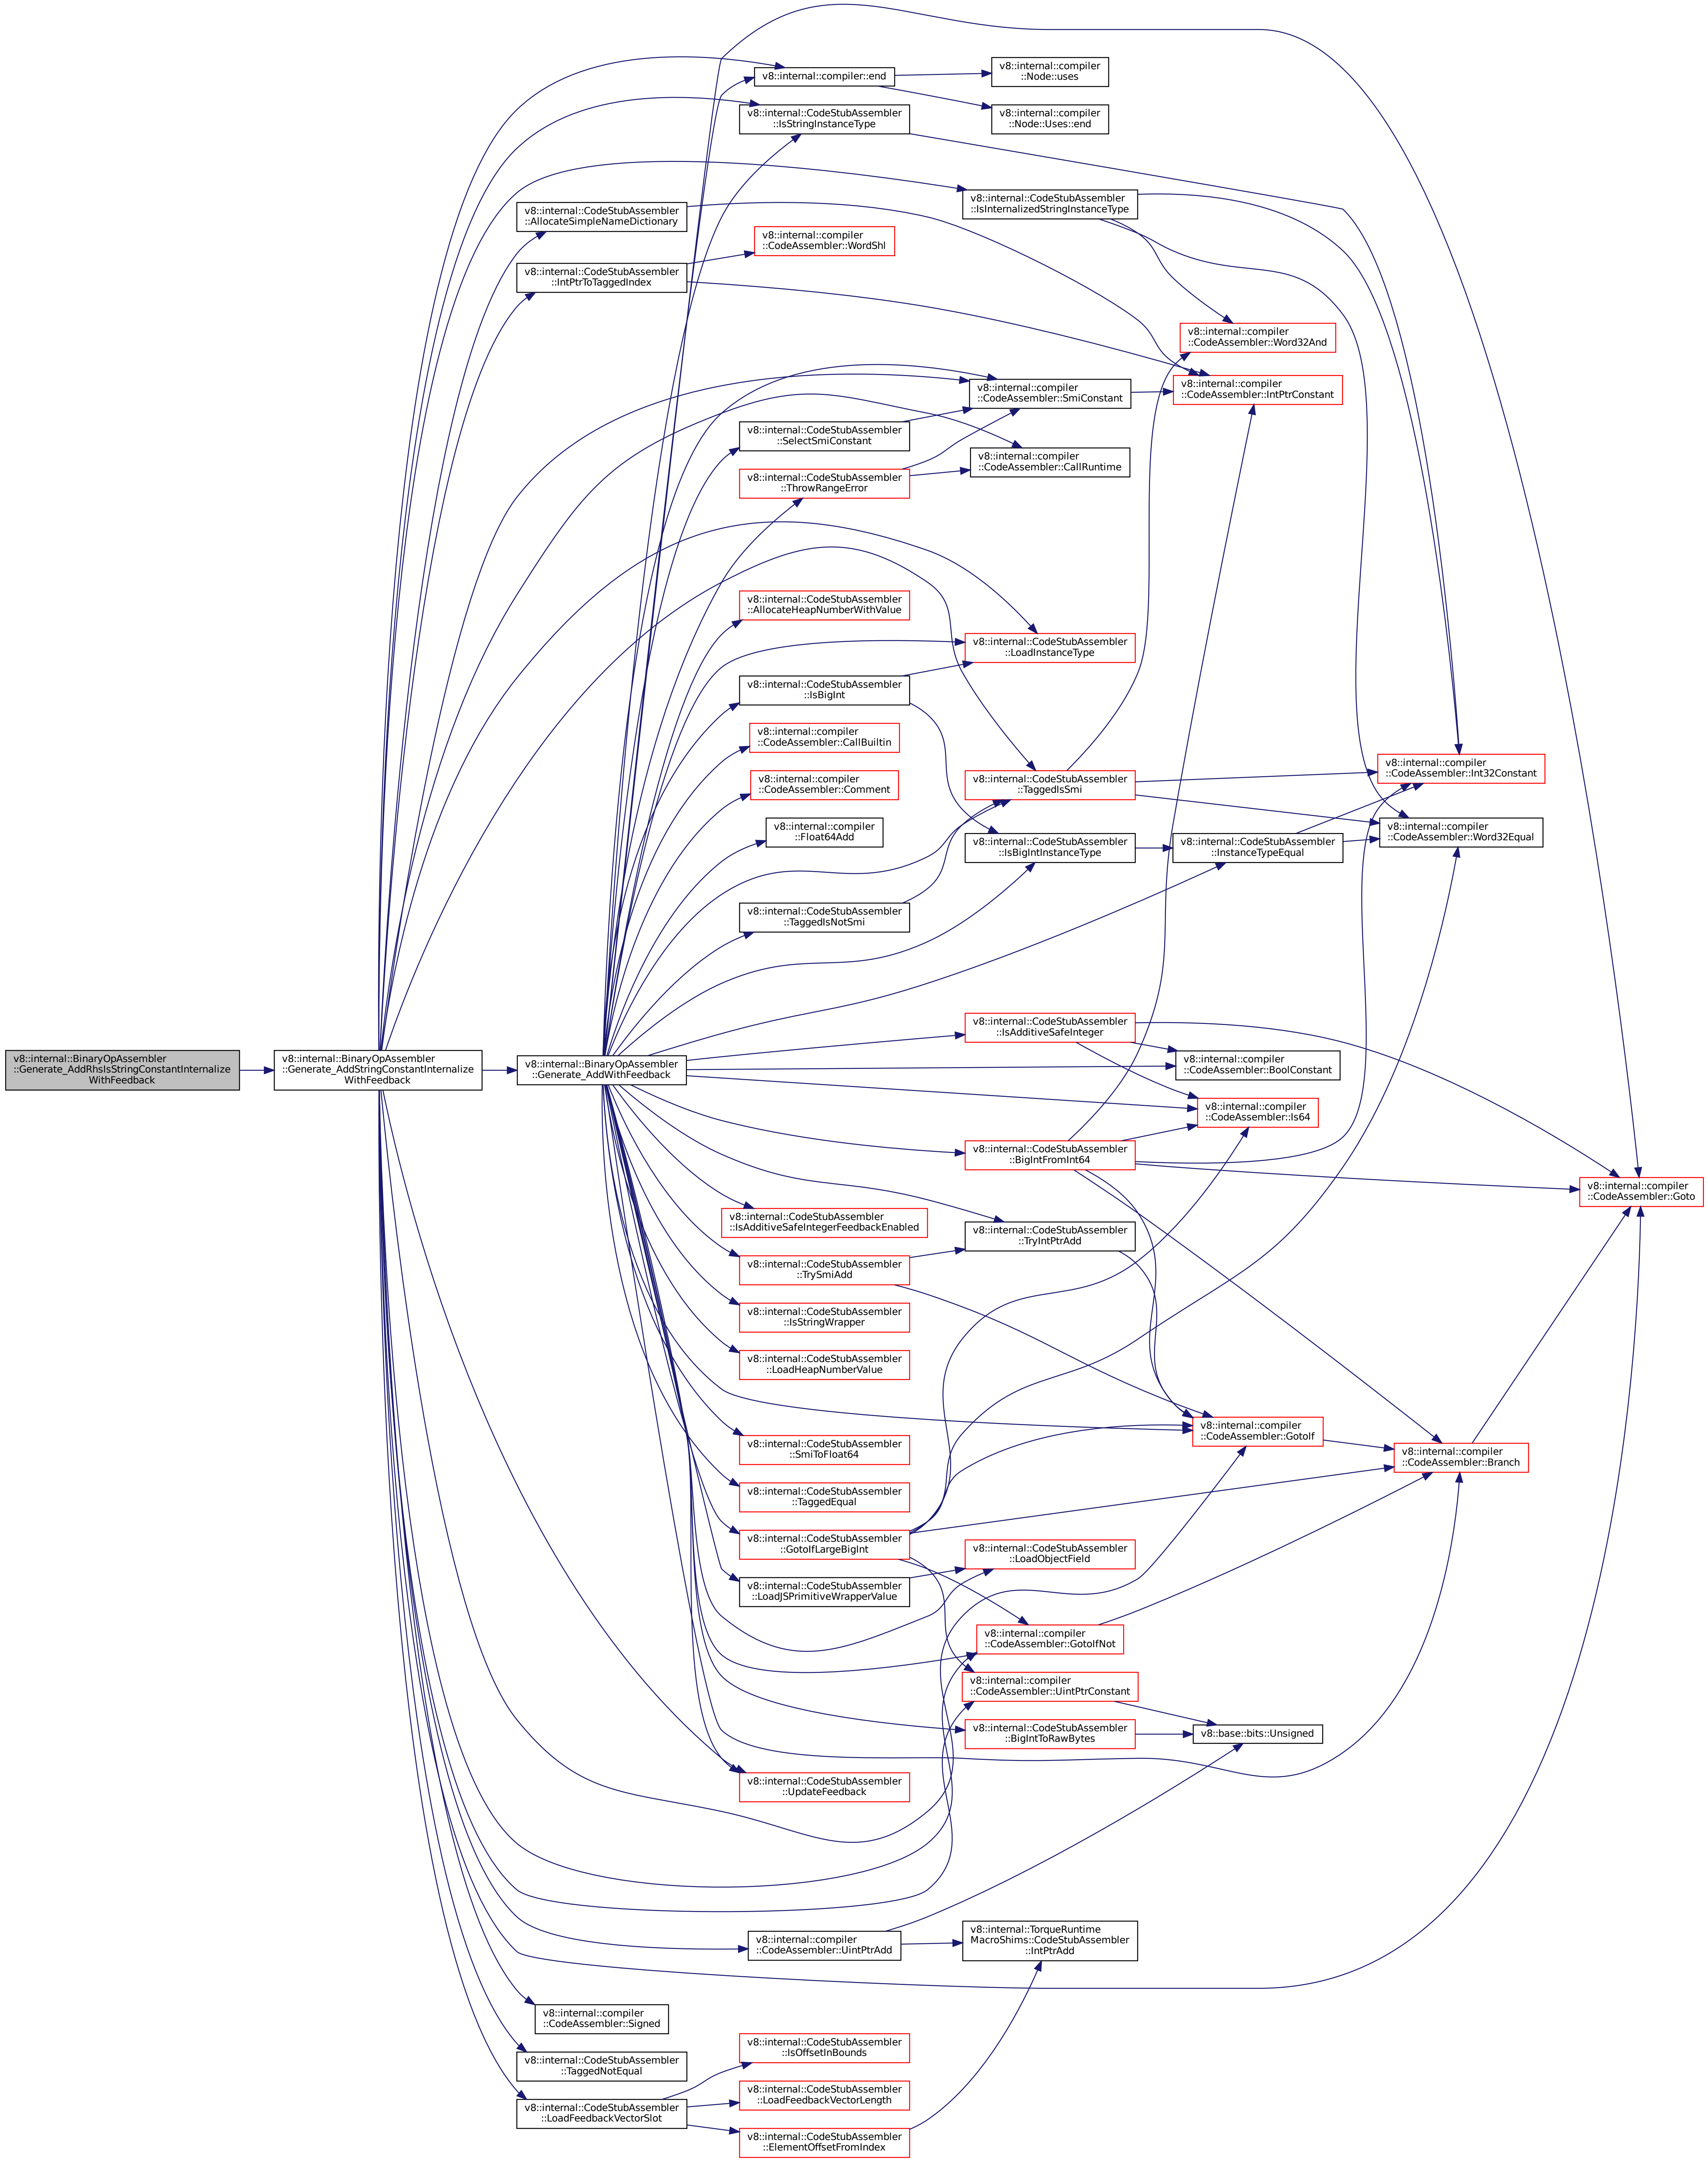 v8::internal::compiler::end
v8::internal::compiler
::Node::uses
v8::internal::CodeStubAssembler
::IsStringInstanceType
v8::internal::compiler
::Node::Uses::end
v8::internal::CodeStubAssembler
::AllocateSimpleNameDictionary
v8::internal::CodeStubAssembler
::IsInternalizedStringInstanceType
v8::internal::CodeStubAssembler
::IntPtrToTaggedIndex
v8::internal::compiler
::CodeAssembler::WordShl
v8::internal::compiler
::CodeAssembler::Word32And
v8::internal::compiler
::CodeAssembler::SmiConstant
v8::internal::compiler
::CodeAssembler::IntPtrConstant
v8::internal::CodeStubAssembler
::SelectSmiConstant
v8::internal::CodeStubAssembler
::ThrowRangeError
v8::internal::compiler
::CodeAssembler::CallRuntime
v8::internal::CodeStubAssembler
::AllocateHeapNumberWithValue
v8::internal::CodeStubAssembler
::LoadInstanceType
v8::internal::CodeStubAssembler
::IsBigInt
v8::internal::compiler
::CodeAssembler::CallBuiltin
v8::internal::compiler
::CodeAssembler::Comment
v8::internal::CodeStubAssembler
::TaggedIsSmi
v8::internal::compiler
::CodeAssembler::Int32Constant
v8::internal::compiler
::Float64Add
v8::internal::CodeStubAssembler
::IsBigIntInstanceType
v8::internal::CodeStubAssembler
::InstanceTypeEqual
v8::internal::compiler
::CodeAssembler::Word32Equal
v8::internal::CodeStubAssembler
::TaggedIsNotSmi
v8::internal::BinaryOpAssembler
::Generate_AddRhsIsStringConstantInternalize
WithFeedback
v8::internal::BinaryOpAssembler
::Generate_AddStringConstantInternalize
WithFeedback
v8::internal::BinaryOpAssembler
::Generate_AddWithFeedback
v8::internal::CodeStubAssembler
::IsAdditiveSafeInteger
v8::internal::compiler
::CodeAssembler::BoolConstant
v8::internal::compiler
::CodeAssembler::Is64
v8::internal::CodeStubAssembler
::BigIntFromInt64
v8::internal::compiler
::CodeAssembler::Goto
v8::internal::CodeStubAssembler
::IsAdditiveSafeIntegerFeedbackEnabled
v8::internal::CodeStubAssembler
::TryIntPtrAdd
v8::internal::CodeStubAssembler
::TrySmiAdd
v8::internal::CodeStubAssembler
::IsStringWrapper
v8::internal::CodeStubAssembler
::LoadHeapNumberValue
v8::internal::compiler
::CodeAssembler::GotoIf
v8::internal::CodeStubAssembler
::SmiToFloat64
v8::internal::compiler
::CodeAssembler::Branch
v8::internal::CodeStubAssembler
::TaggedEqual
v8::internal::CodeStubAssembler
::GotoIfLargeBigInt
v8::internal::CodeStubAssembler
::LoadObjectField
v8::internal::CodeStubAssembler
::LoadJSPrimitiveWrapperValue
v8::internal::compiler
::CodeAssembler::GotoIfNot
v8::internal::compiler
::CodeAssembler::UintPtrConstant
v8::internal::CodeStubAssembler
::BigIntToRawBytes
v8::base::bits::Unsigned
v8::internal::CodeStubAssembler
::UpdateFeedback
v8::internal::compiler
::CodeAssembler::UintPtrAdd
v8::internal::TorqueRuntime
MacroShims::CodeStubAssembler
::IntPtrAdd
v8::internal::compiler
::CodeAssembler::Signed
v8::internal::CodeStubAssembler
::TaggedNotEqual
v8::internal::CodeStubAssembler
::IsOffsetInBounds
v8::internal::CodeStubAssembler
::LoadFeedbackVectorSlot
v8::internal::CodeStubAssembler
::LoadFeedbackVectorLength
v8::internal::CodeStubAssembler
::ElementOffsetFromIndex